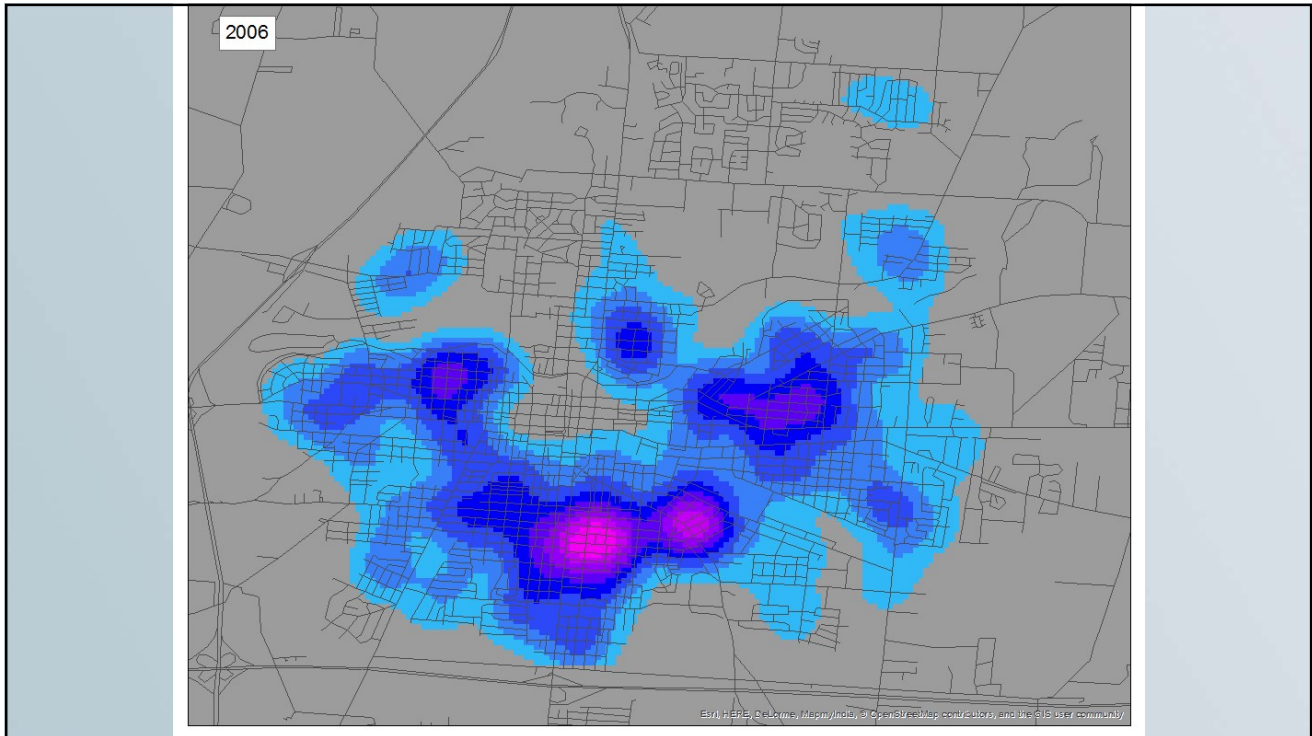 2006
Esri, HERE, DeLorme, MapmyIndia, © OpenStreetMap contributors, and the GIS user community